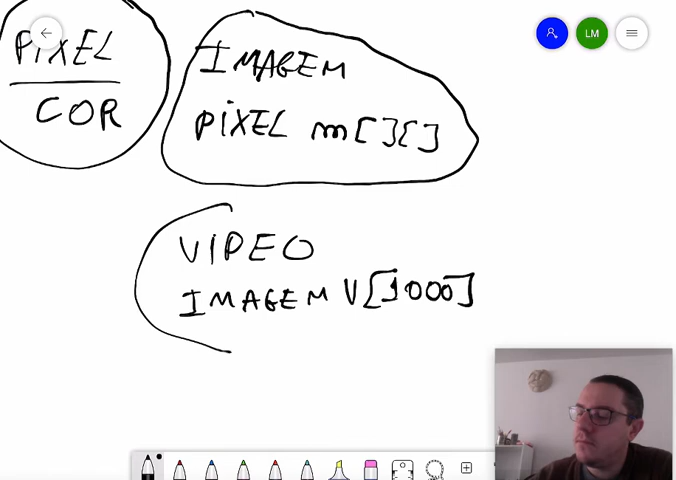 PIXEL
COR
IMAGEM
PIXEL m[][]
VIDEO
IMAGEM V[1000]
LM